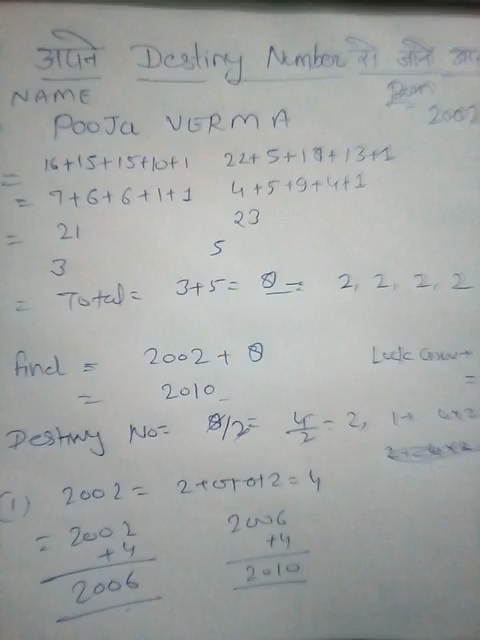 अपने Destiny Number से जाने
NAME
Born
2002
POOJA VERMA
= 16+15+15+10+1 22+5+18+13+1
= 7+6+6+1+1 4+5+9+4+1
= 21 23
3 5
= Total= 3+5= 8 = 2, 2, 2, 2
find = 2002 + 8
= 2010
Destiny No= 8/2= 4/2 = 2,
(1) 2002 = 2+0+0+2 = 4
= 2002 2006
+4 +4
2006 2010